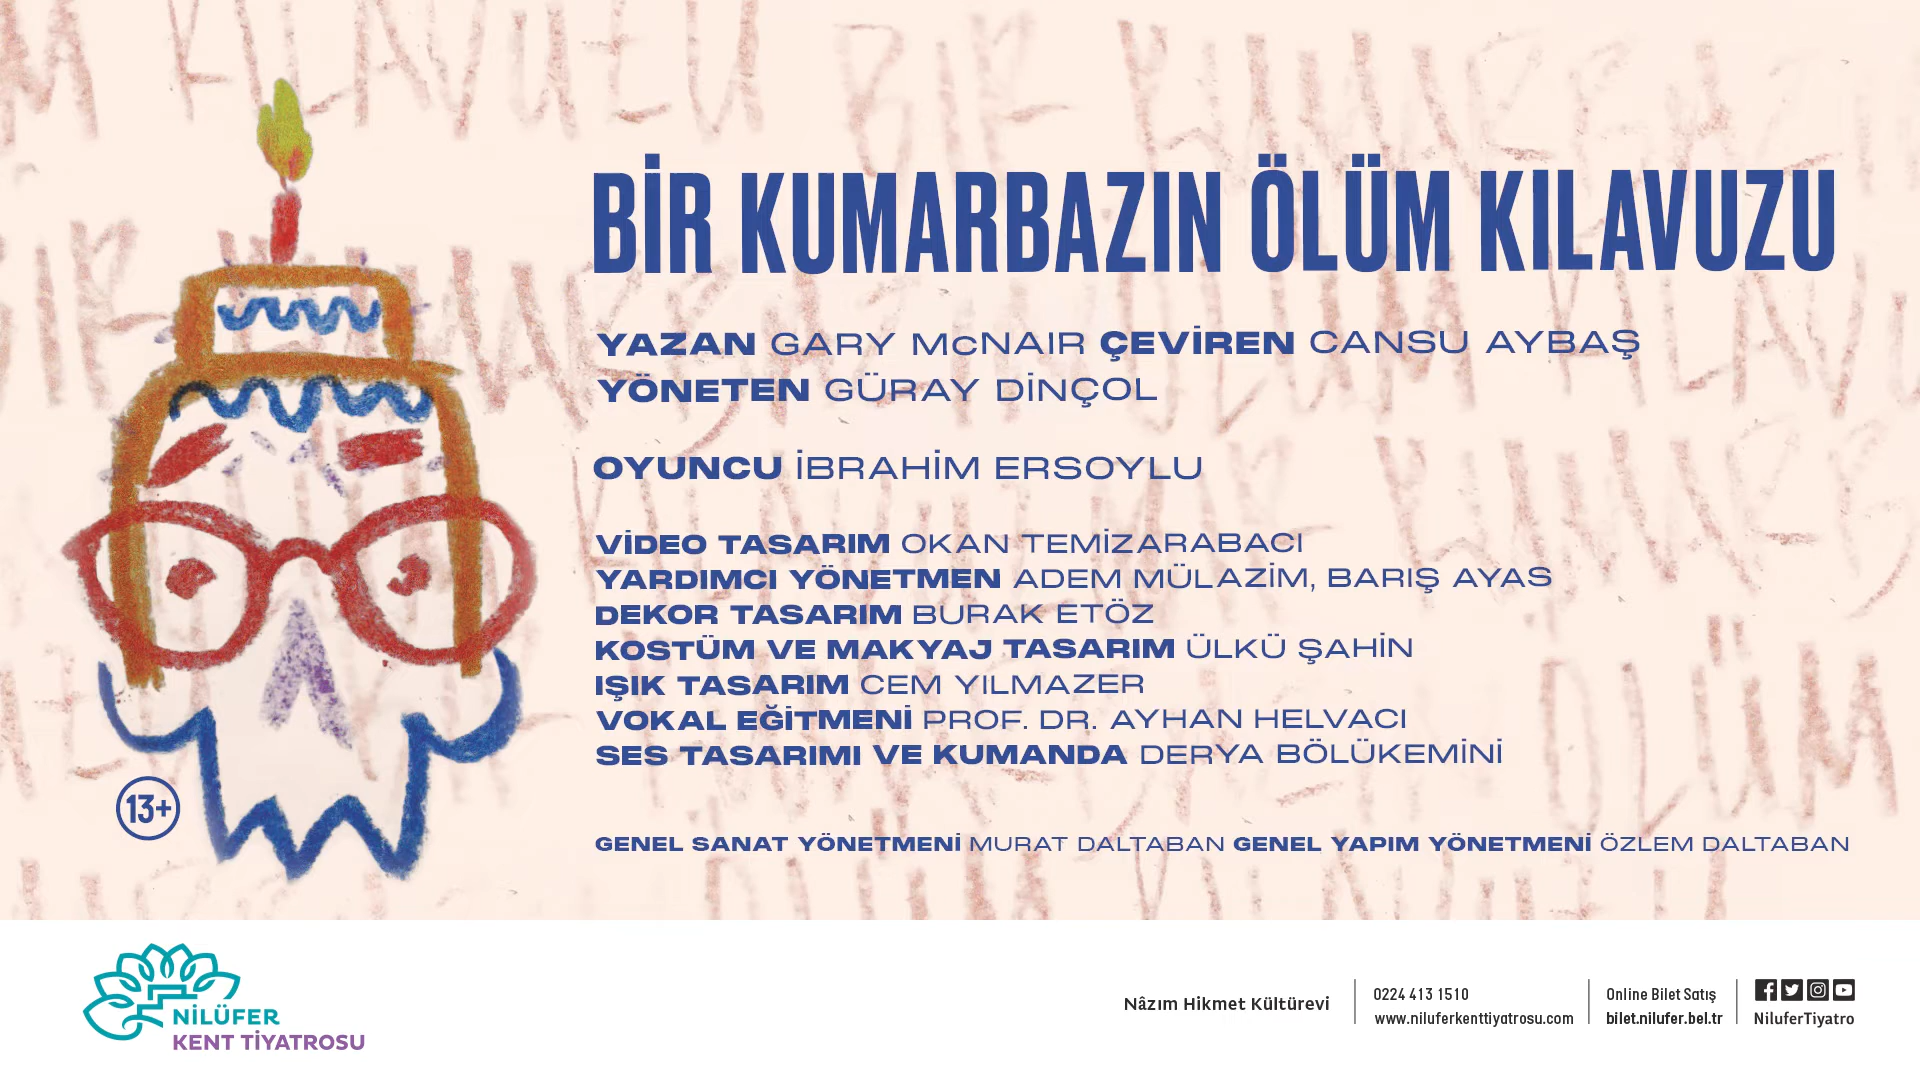 BİR KUMARBAZIN ÖLÜM KILAVUZU
YAZAN GARY McNAIR ÇEVİREN CANSU AYBAŞ
YÖNETEN GÜRAY DİNÇOL
OYUNCU İBRAHİM ERSOYLU
VİDEO TASARIM OKAN TEMİZARABACI
YARDIMCI YÖNETMEN ADEM MÜLAZİM, BARIŞ AYAS
DEKOR TASARIM BURAK ETÖZ
KOSTÜM VE MAKYAJ TASARIM ÜLKÜ ŞAHİN
IŞIK TASARIM CEM YILMAZER
VOKAL EĞİTMENİ PROF. DR. AYHAN HELVACI
SES TASARIMI VE KUMANDA DERYA BÖLÜKEMİNİ
13+
GENEL SANAT YÖNETMENİ MURAT DALTABAN GENEL YAPIM YÖNETMENİ ÖZLEM DALTABAN
NİLÜFER
KENT TİYATROSU
Nâzım Hikmet Kültürevi
0224 413 1510
www.niluferkenttiyatrosu.com
Online Bilet Satış
bilet.nilufer.bel.tr
NiluferTiyatro